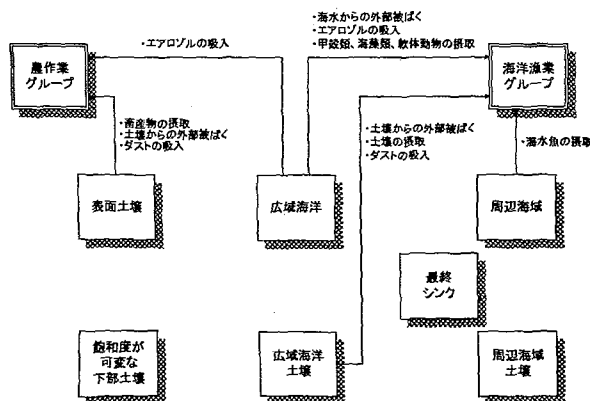 ・海水からの外部被ばく
・エアロゾルの吸入
・甲殻類、海藻類、軟体動物の摂取
・エアロゾルの吸入
農作業
グループ
海洋漁業
グループ
・畜産物の摂取
・土壌からの外部被ばく
・ダストの吸入
・土壌からの外部被ばく
・土壌の摂取
・ダストの吸入
・海水魚の摂取
表面土壌
広域海洋
周辺海域
最終
シンク
飽和度が
可変な
下部土壌
広域海洋
土壌
周辺海域
土壌